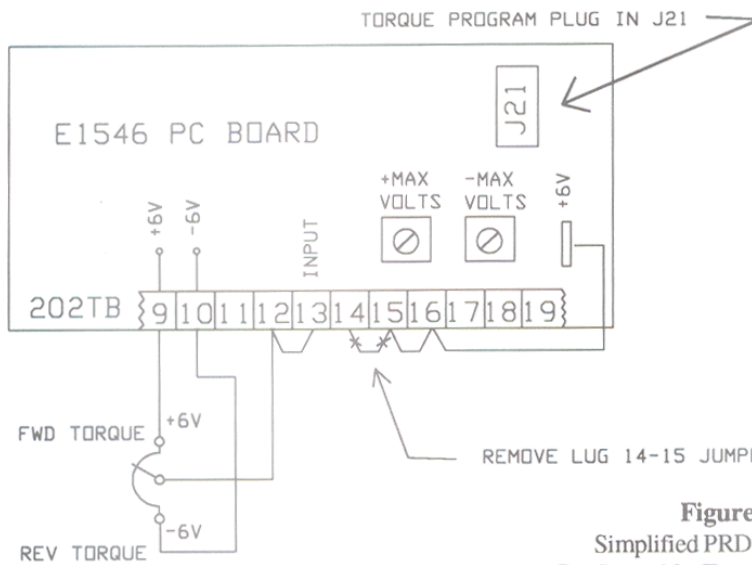 TORQUE PROGRAM PLUG IN J21
J21
E1546 PC BOARD
+MAX VOLTS
-MAX VOLTS
+6V
+6V
-6V
INPUT
202TB 9 10 11 12 13 14 15 16 17 18 19
+6V
FWD TORQUE
-6V
REV TORQUE
REMOVE LUG 14-15
Figure
Simplified PRD